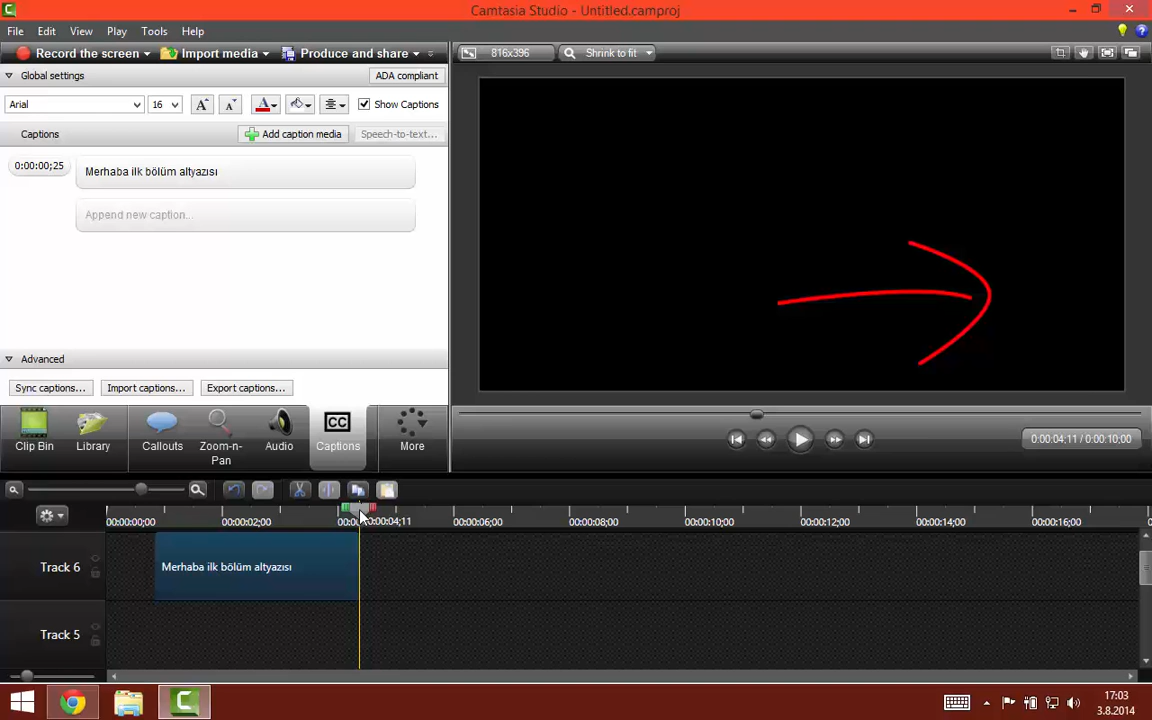 Camtasia Studio - Untitled.camproj
File Edit View Play Tools Help
Record the screen Import media Produce and share
816x396 Shrink to fit
Global settings ADA compliant
Arial 16 A A A Show Captions
Captions Add caption media Speech-to-text...
0:00:00;25 Merhaba ilk bölüm altyazısı
Append new caption...
Advanced
Sync captions... Import captions... Export captions...
CC
Clip Bin Library Callouts Zoom-n-Pan Audio Captions More
0:00:04;11 / 0:00:10;00
00:00:00;00 00:00:02;00 00:00:04;11 00:00:06;00 00:00:08;00 00:00:10;00 00:00:12;00 00:00:14;00 00:00:16;00
Track 6 Merhaba ilk bölüm altyazısı
Track 5
17:03
3.8.2014